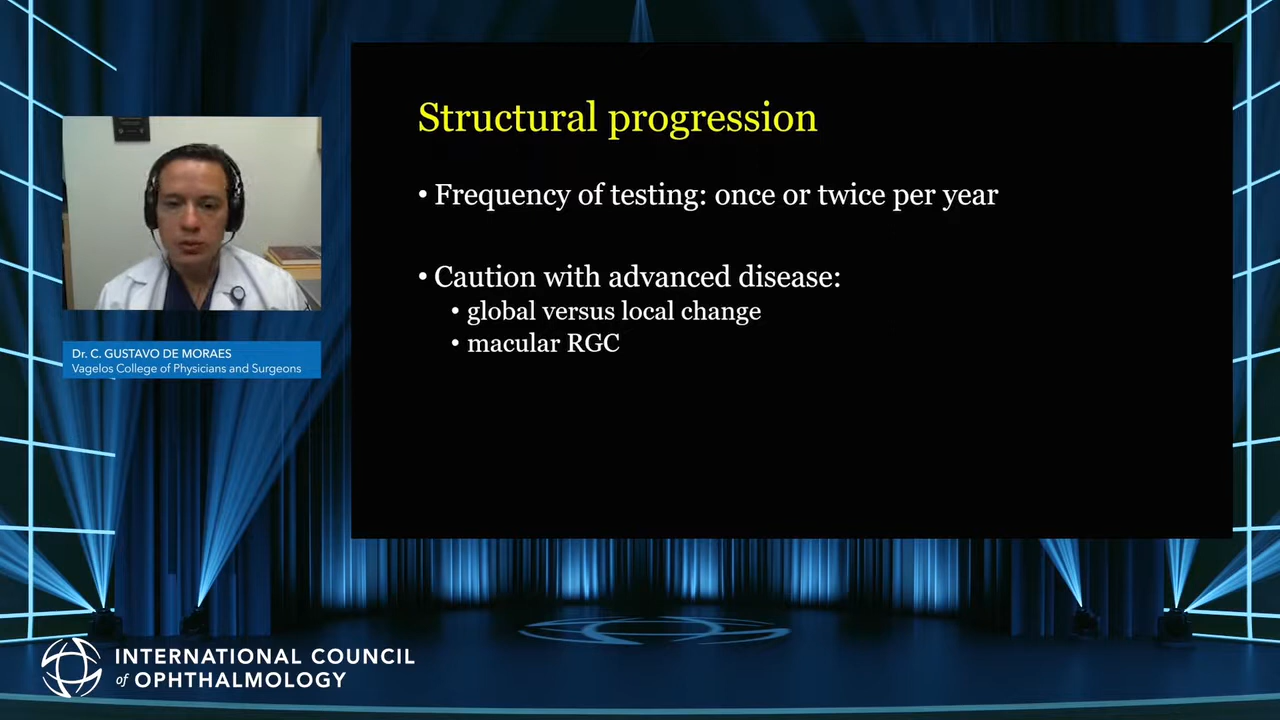 Structural progression
• Frequency of testing: once or twice per year
• Caution with advanced disease:
• global versus local change
• macular RGC
Dr. C. GUSTAVO DE MORAES
Vagelos College of Physicians and Surgeons
INTERNATIONAL COUNCIL
of OPHTHALMOLOGY